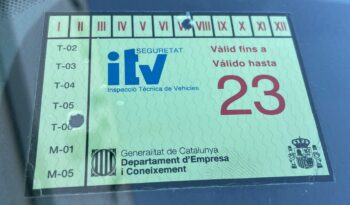 I II III IV V VI VIII IX X XI XII
T-02
T-03
T-04
T-05
T-06
M-01
M-05
SEGURETAT
itv
Inspecció Tècnica de Vehicles
Vàlid fins a
Válido hasta
23
Generalitat de Catalunya
Departament d'Empresa
i Coneixement